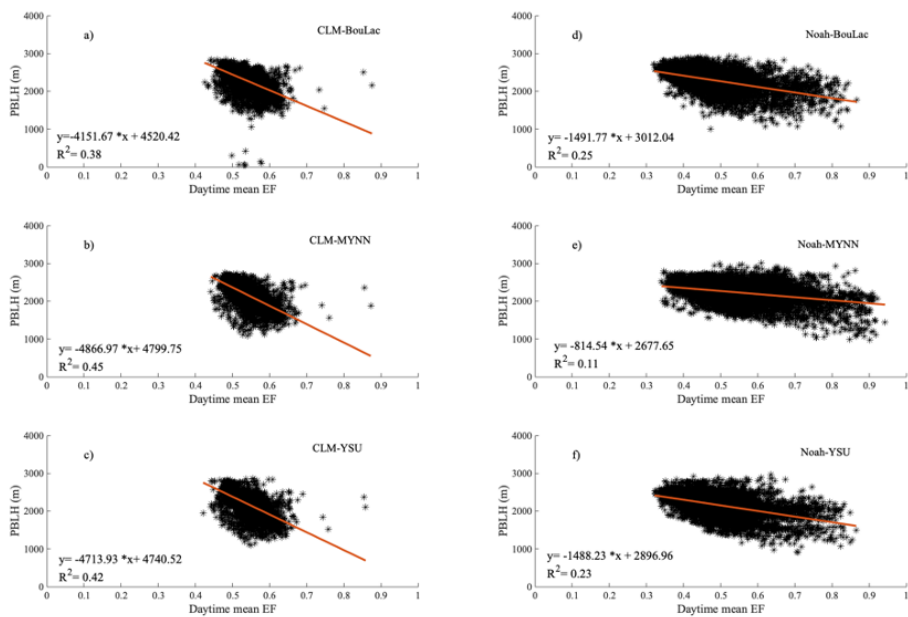 a)
CLM-BouLac
4000
3000
2000
1000
0
PBLH (m)
y=-4151.67 *x + 4520.42
R2= 0.38
0 0.1 0.2 0.3 0.4 0.5 0.6 0.7 0.8 0.9 1
Daytime mean EF
d)
Noah-BouLac
4000
3000
2000
1000
0
PBLH (m)
y=-1491.77 *x + 3012.04
R2= 0.25
0 0.1 0.2 0.3 0.4 0.5 0.6 0.7 0.8 0.9 1
Daytime mean EF
b)
CLM-MYNN
4000
3000
2000
1000
0
PBLH (m)
y= -4866.97 *x+ 4799.75
R2= 0.45
0 0.1 0.2 0.3 0.4 0.5 0.6 0.7 0.8 0.9 1
Daytime mean EF
e)
Noah-MYNN
4000
3000
2000
1000
0
PBLH (m)
y= -814.54 *x + 2677.65
R2= 0.11
0 0.1 0.2 0.3 0.4 0.5 0.6 0.7 0.8 0.9 1
Daytime mean EF
c)
CLM-YSU
4000
3000
2000
1000
0
PBLH (m)
y= -4713.93 *x + 4740.52
R2= 0.42
0 0.1 0.2 0.3 0.4 0.5 0.6 0.7 0.8 0.9 1
Daytime mean EF
f)
Noah-YSU
4000
3000
2000
1000
0
PBLH (m)
y=-1488.23 *x + 2896.96
R2= 0.23
0 0.1 0.2 0.3 0.4 0.5 0.6 0.7 0.8 0.9 1
Daytime mean EF